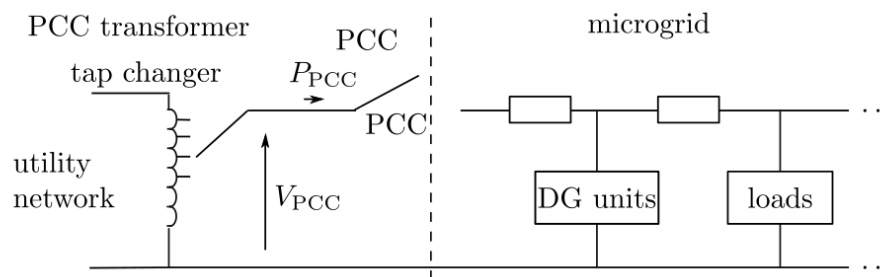 PCC transformer
tap changer
PCC
P_PCC
PCC
microgrid
utility
network
V_PCC
DG units
loads